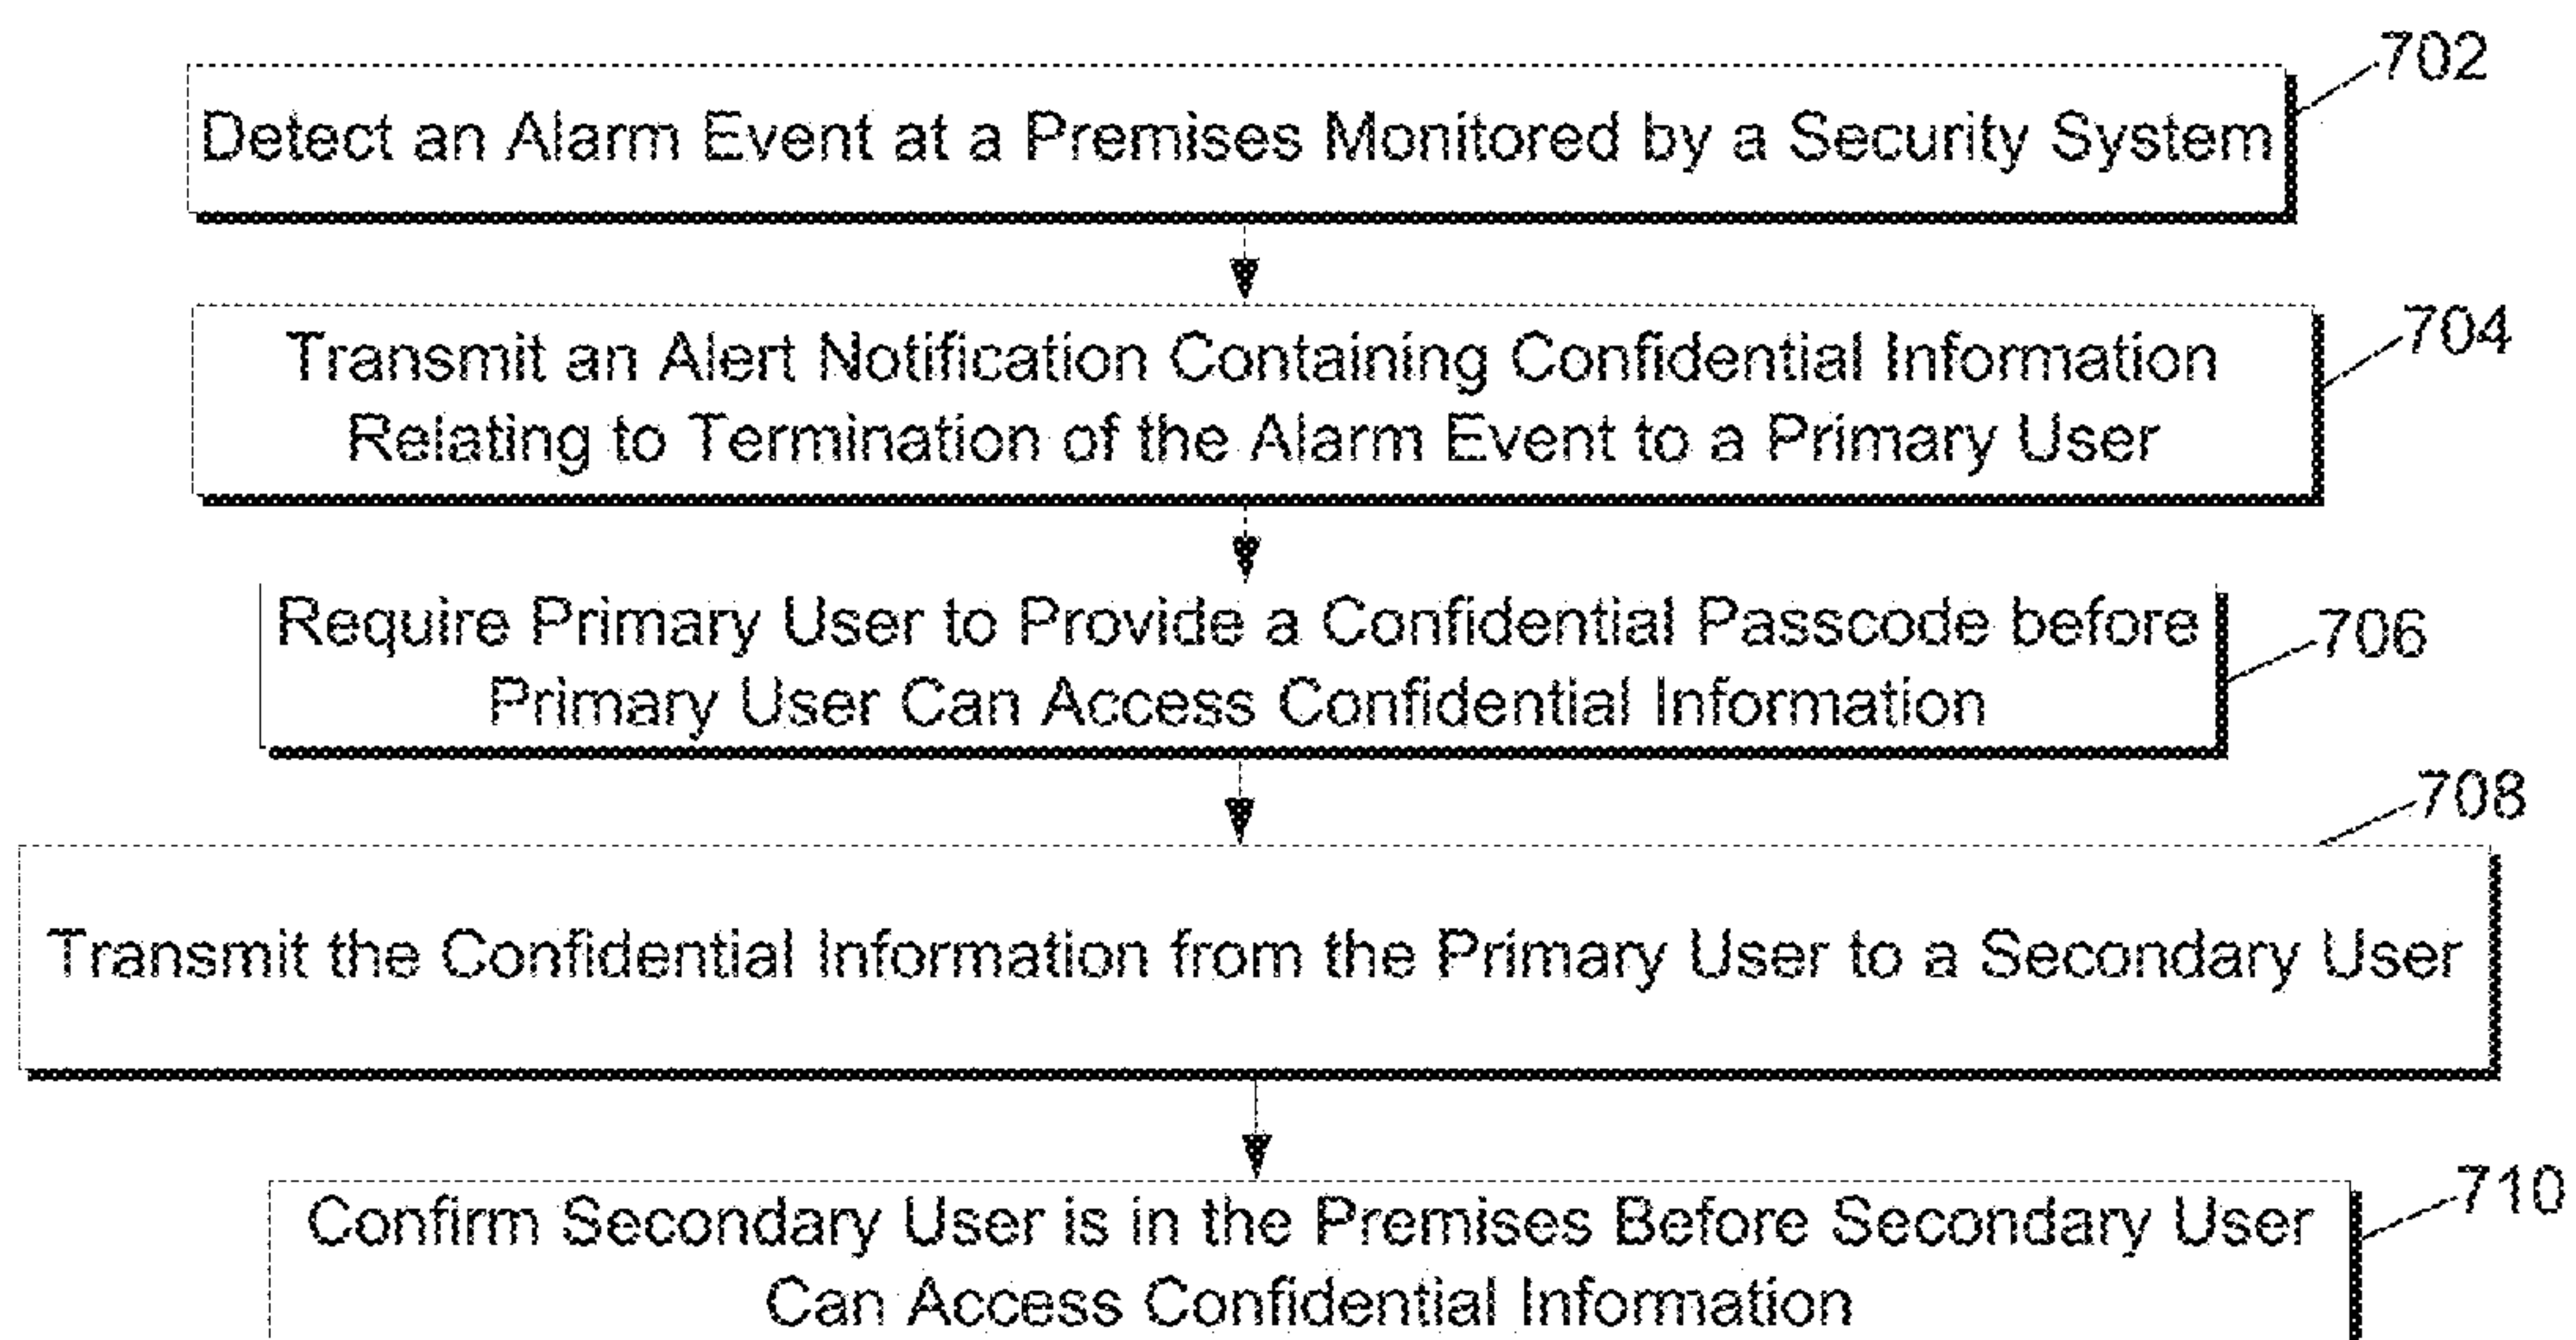 702
Detect an Alarm Event at a Premises Monitored by a Security System
704
Transmit an Alert Notification Containing Confidential Information
Relating to Termination of the Alarm Event to a Primary User
Require Primary User to Provide a Confidential Passcode before
706
Primary User Can Access Confidential Information
708
Transmit the Confidential Information from the Primary User to a Secondary User
710
Confirm Secondary User is in the Premises Before Secondary User
Can Access Confidential Information